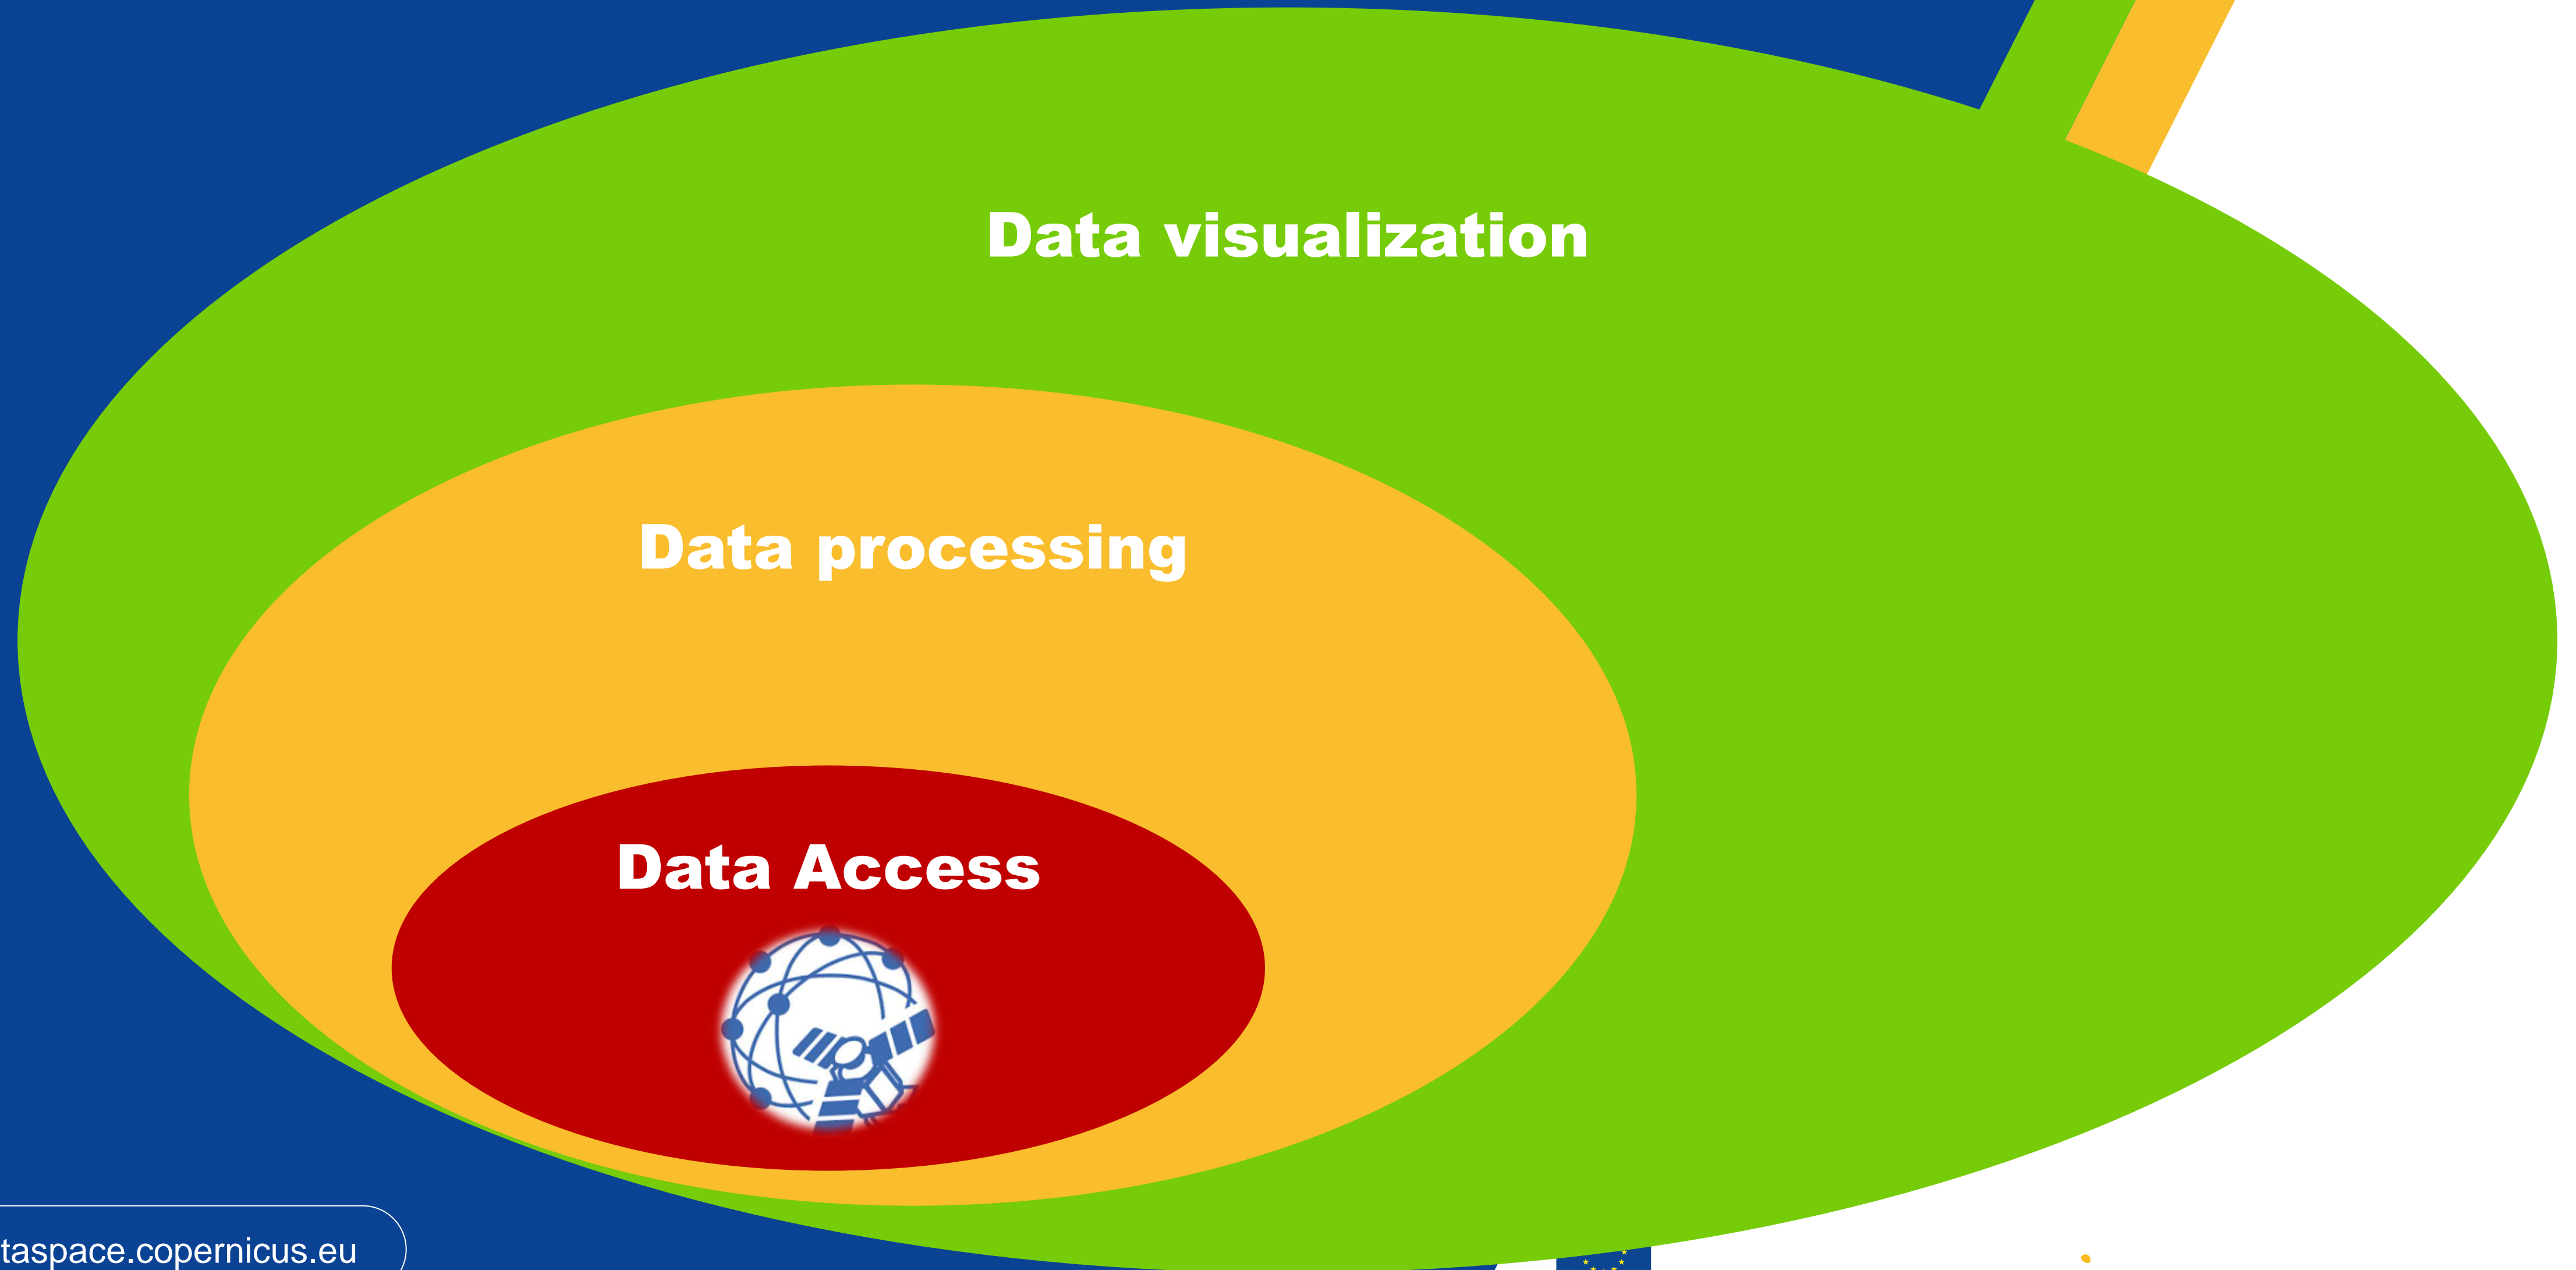 Data visualization
Data processing
Data Access
taspace.copernicus.eu